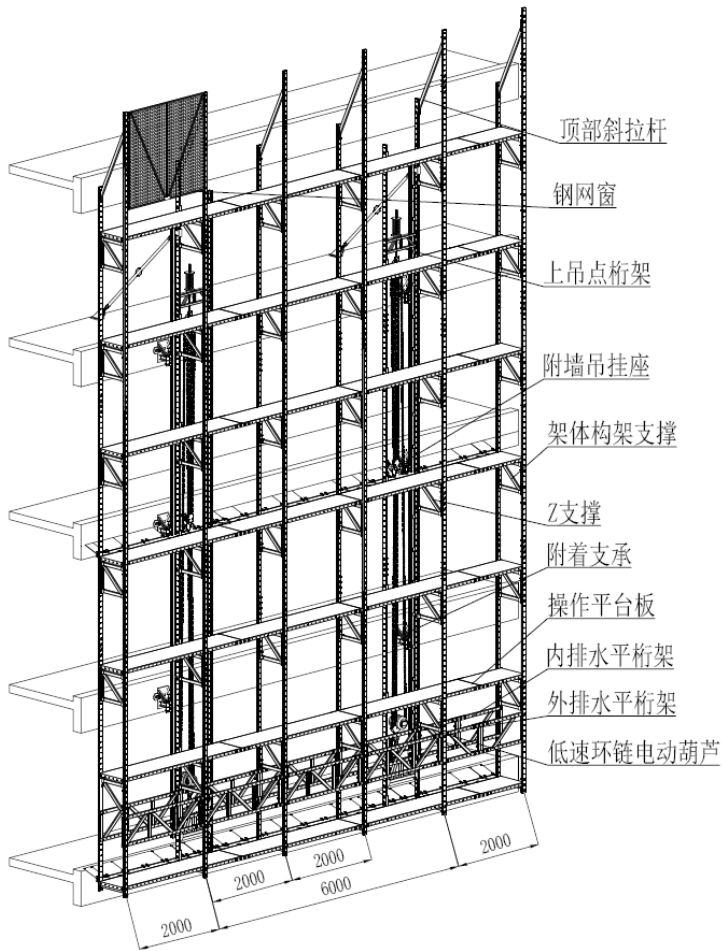 顶部斜拉杆
钢网窗
上吊点桁架
附墙吊挂座
架体构架支撑
Z支撑
附着支承
操作平台板
内排水平桁架
外排水平桁架
低速环链电动葫芦
2000
2000
2000
6000
2000